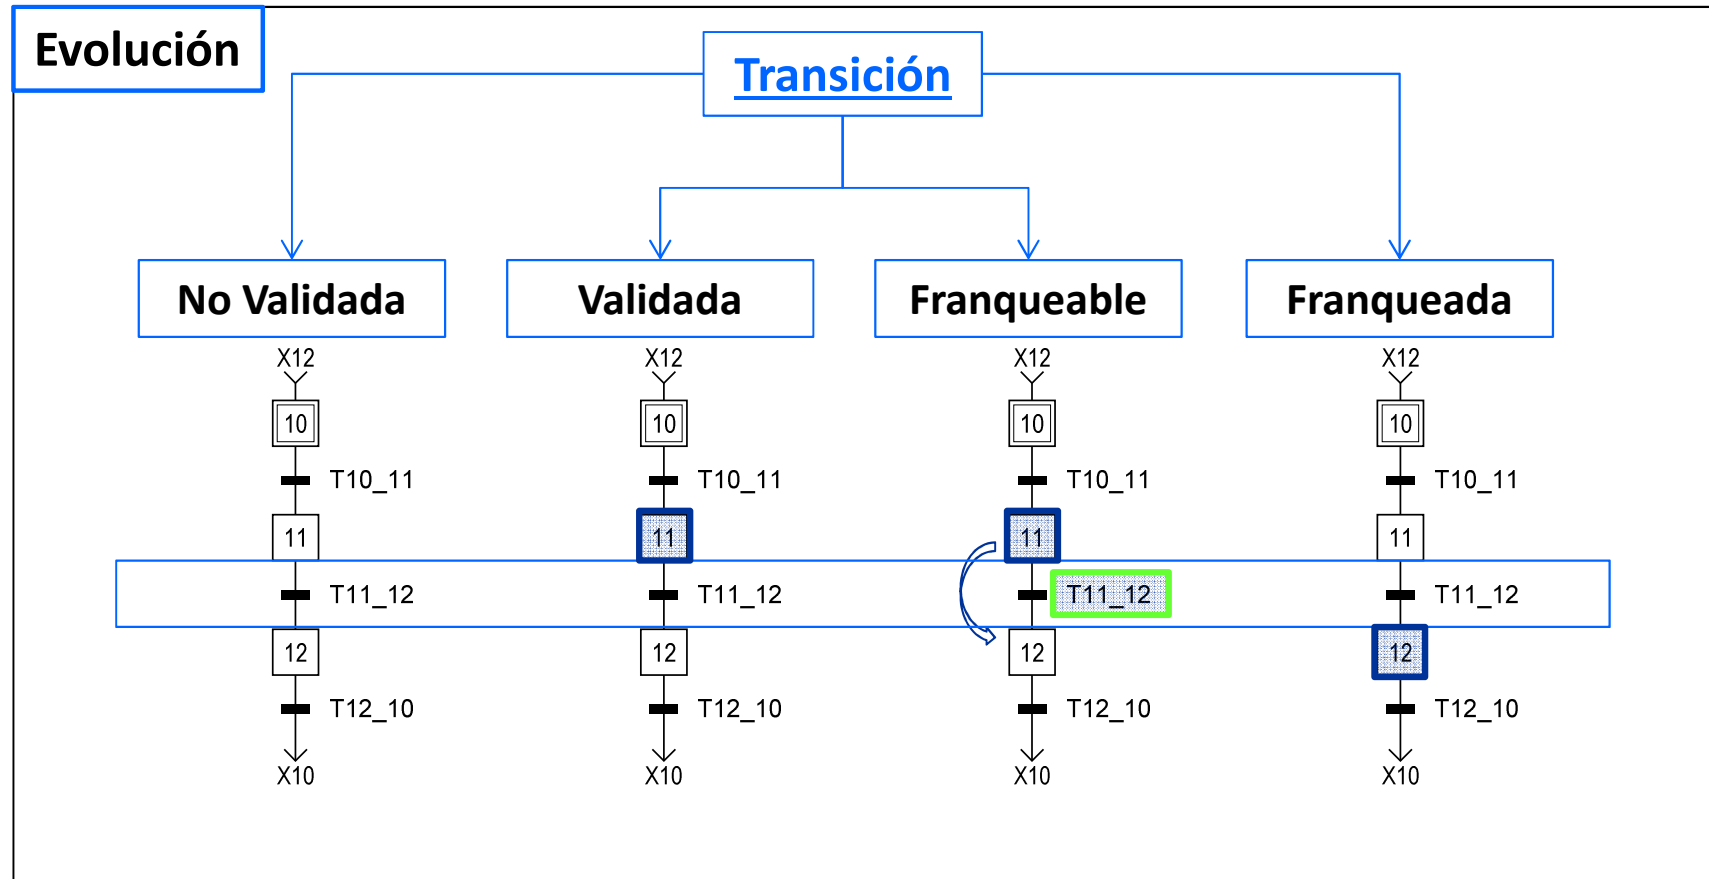 Evolución
Transición
No Validada
Validada
Franqueable
Franqueada
X12
X12
X12
X12
10
10
10
10
T10_11
T10_11
T10_11
T10_11
11
11
11
11
T11_12
T11_12
T11_12
T11_12
12
12
12
12
T12_10
T12_10
T12_10
T12_10
X10
X10
X10
X10